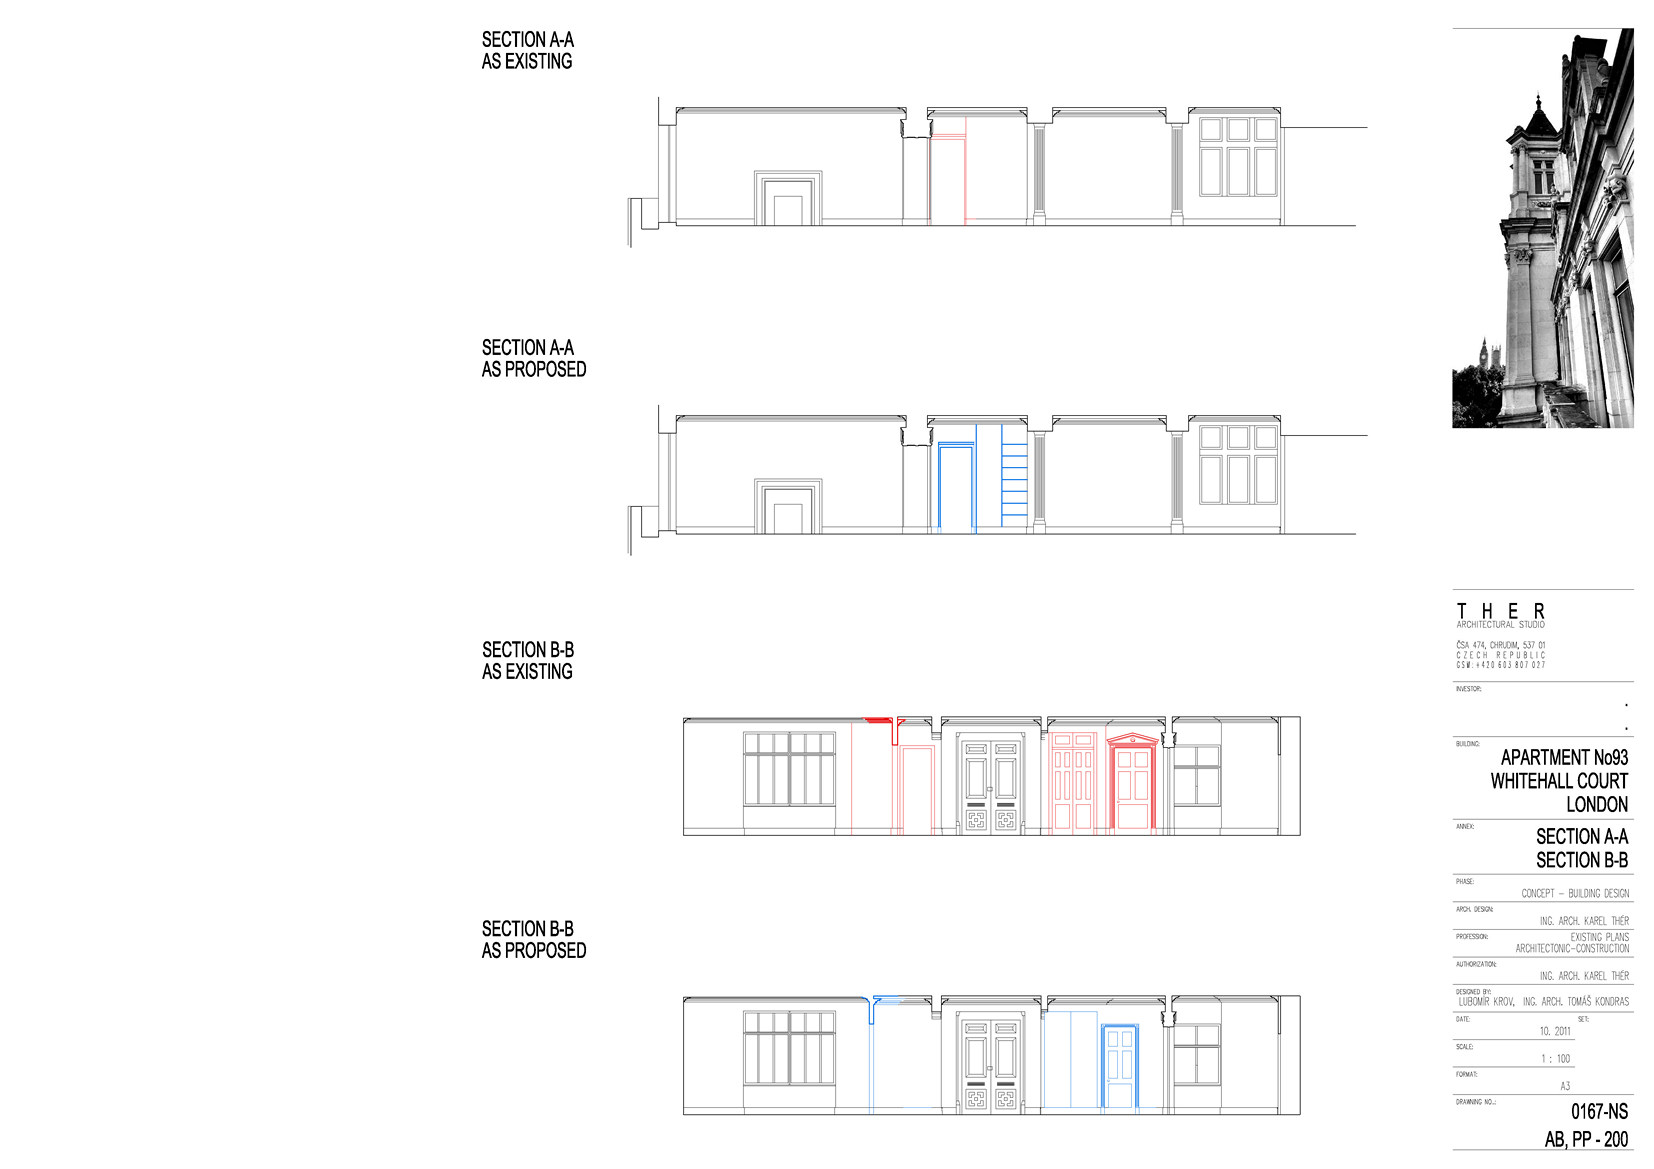 SECTION A-A
AS EXISTING
SECTION A-A
AS PROPOSED
SECTION B-B
AS EXISTING
SECTION B-B
AS PROPOSED
T H E R
ARCHITECTURAL STUDIO
ČSA 474, CHRUDIM, 537 01
CZECH REPUBLIC
GSM: +420 603 807 027
INVESTOR:
.
.
BUILDING:
APARTMENT No93
WHITEHALL COURT
LONDON
ANNEX:
SECTION A-A
SECTION B-B
PHASE:
CONCEPT – BUILDING DESIGN
ARCH. DESIGN:
ING. ARCH. KAREL THÉR
PROFESSION:
EXISTING PLANS
ARCHITECTONIC-CONSTRUCTION
AUTHORIZATION:
ING. ARCH. KAREL THÉR
DESIGNED BY:
LUBOMÍR KROV, ING. ARCH. TOMÁŠ KONDRAS
DATE: SET:
10. 2011
SCALE:
1 : 100
FORMAT:
A3
DRAWING NO.:
0167-NS
AB, PP - 200